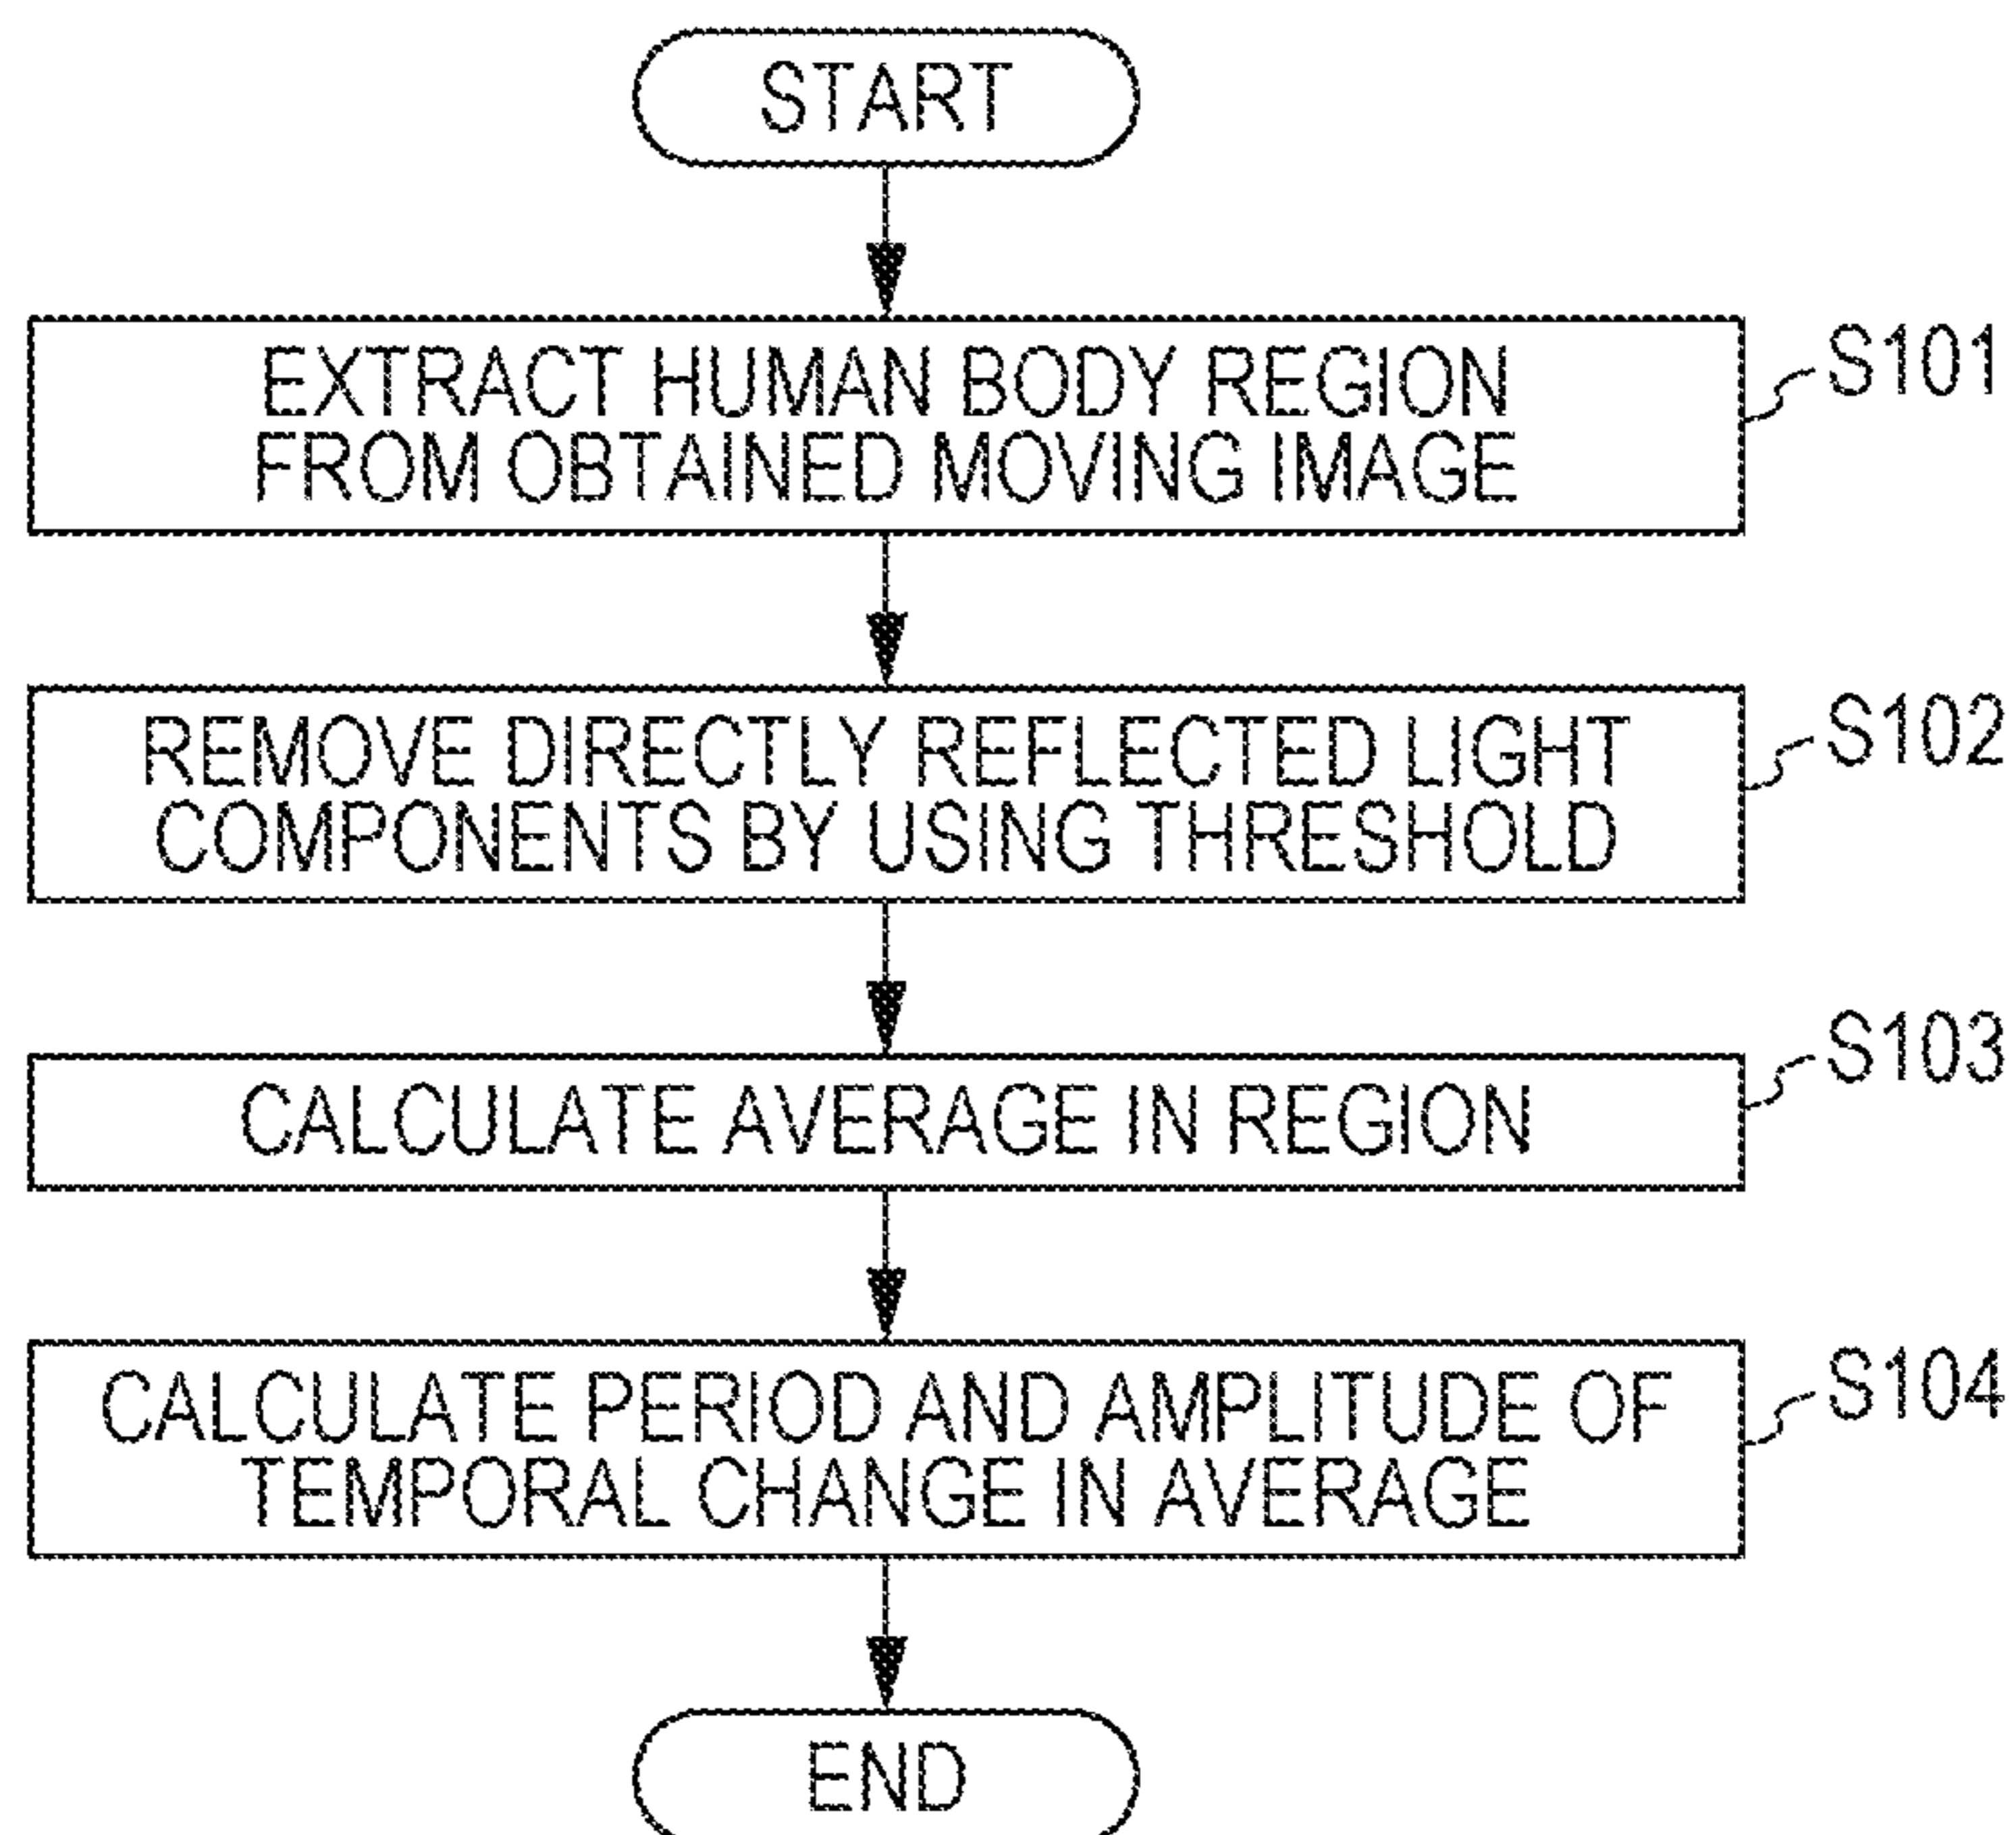 START
EXTRACT HUMAN BODY REGION
FROM OBTAINED MOVING IMAGE
S101
REMOVE DIRECTLY REFLECTED LIGHT
COMPONENTS BY USING THRESHOLD
S102
CALCULATE AVERAGE IN REGION
S103
CALCULATE PERIOD AND AMPLITUDE OF
TEMPORAL CHANGE IN AVERAGE
S104
END